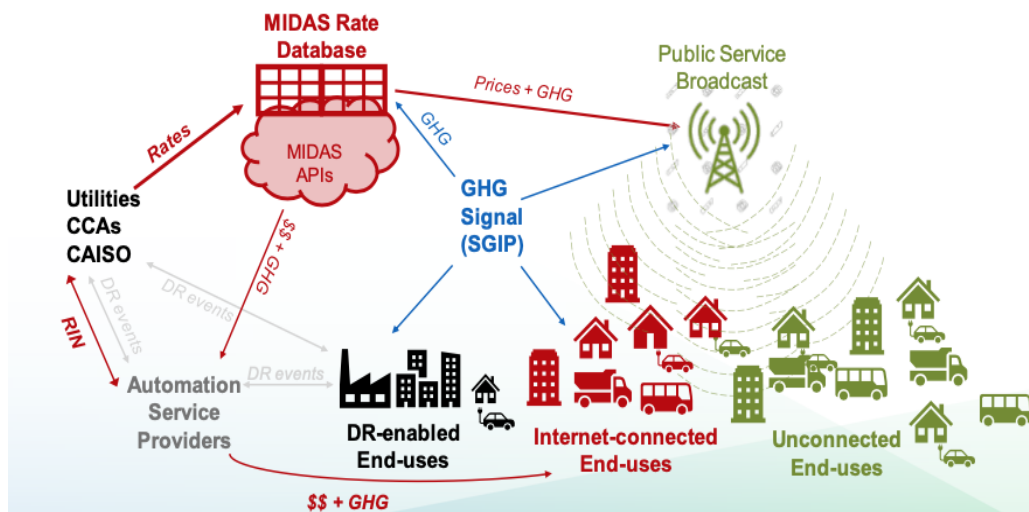 MIDAS Rate
Database
Public Service
Broadcast
Prices + GHG
GHG
Rates
MIDAS
APIs
GHG
Signal
(SGIP)
Utilities
CCAs
CAISO
$$ + GHG
DR events
DR events
RIN
DR events
Automation
Service
Providers
DR-enabled
End-uses
Internet-connected
End-uses
Unconnected
End-uses
$$ + GHG